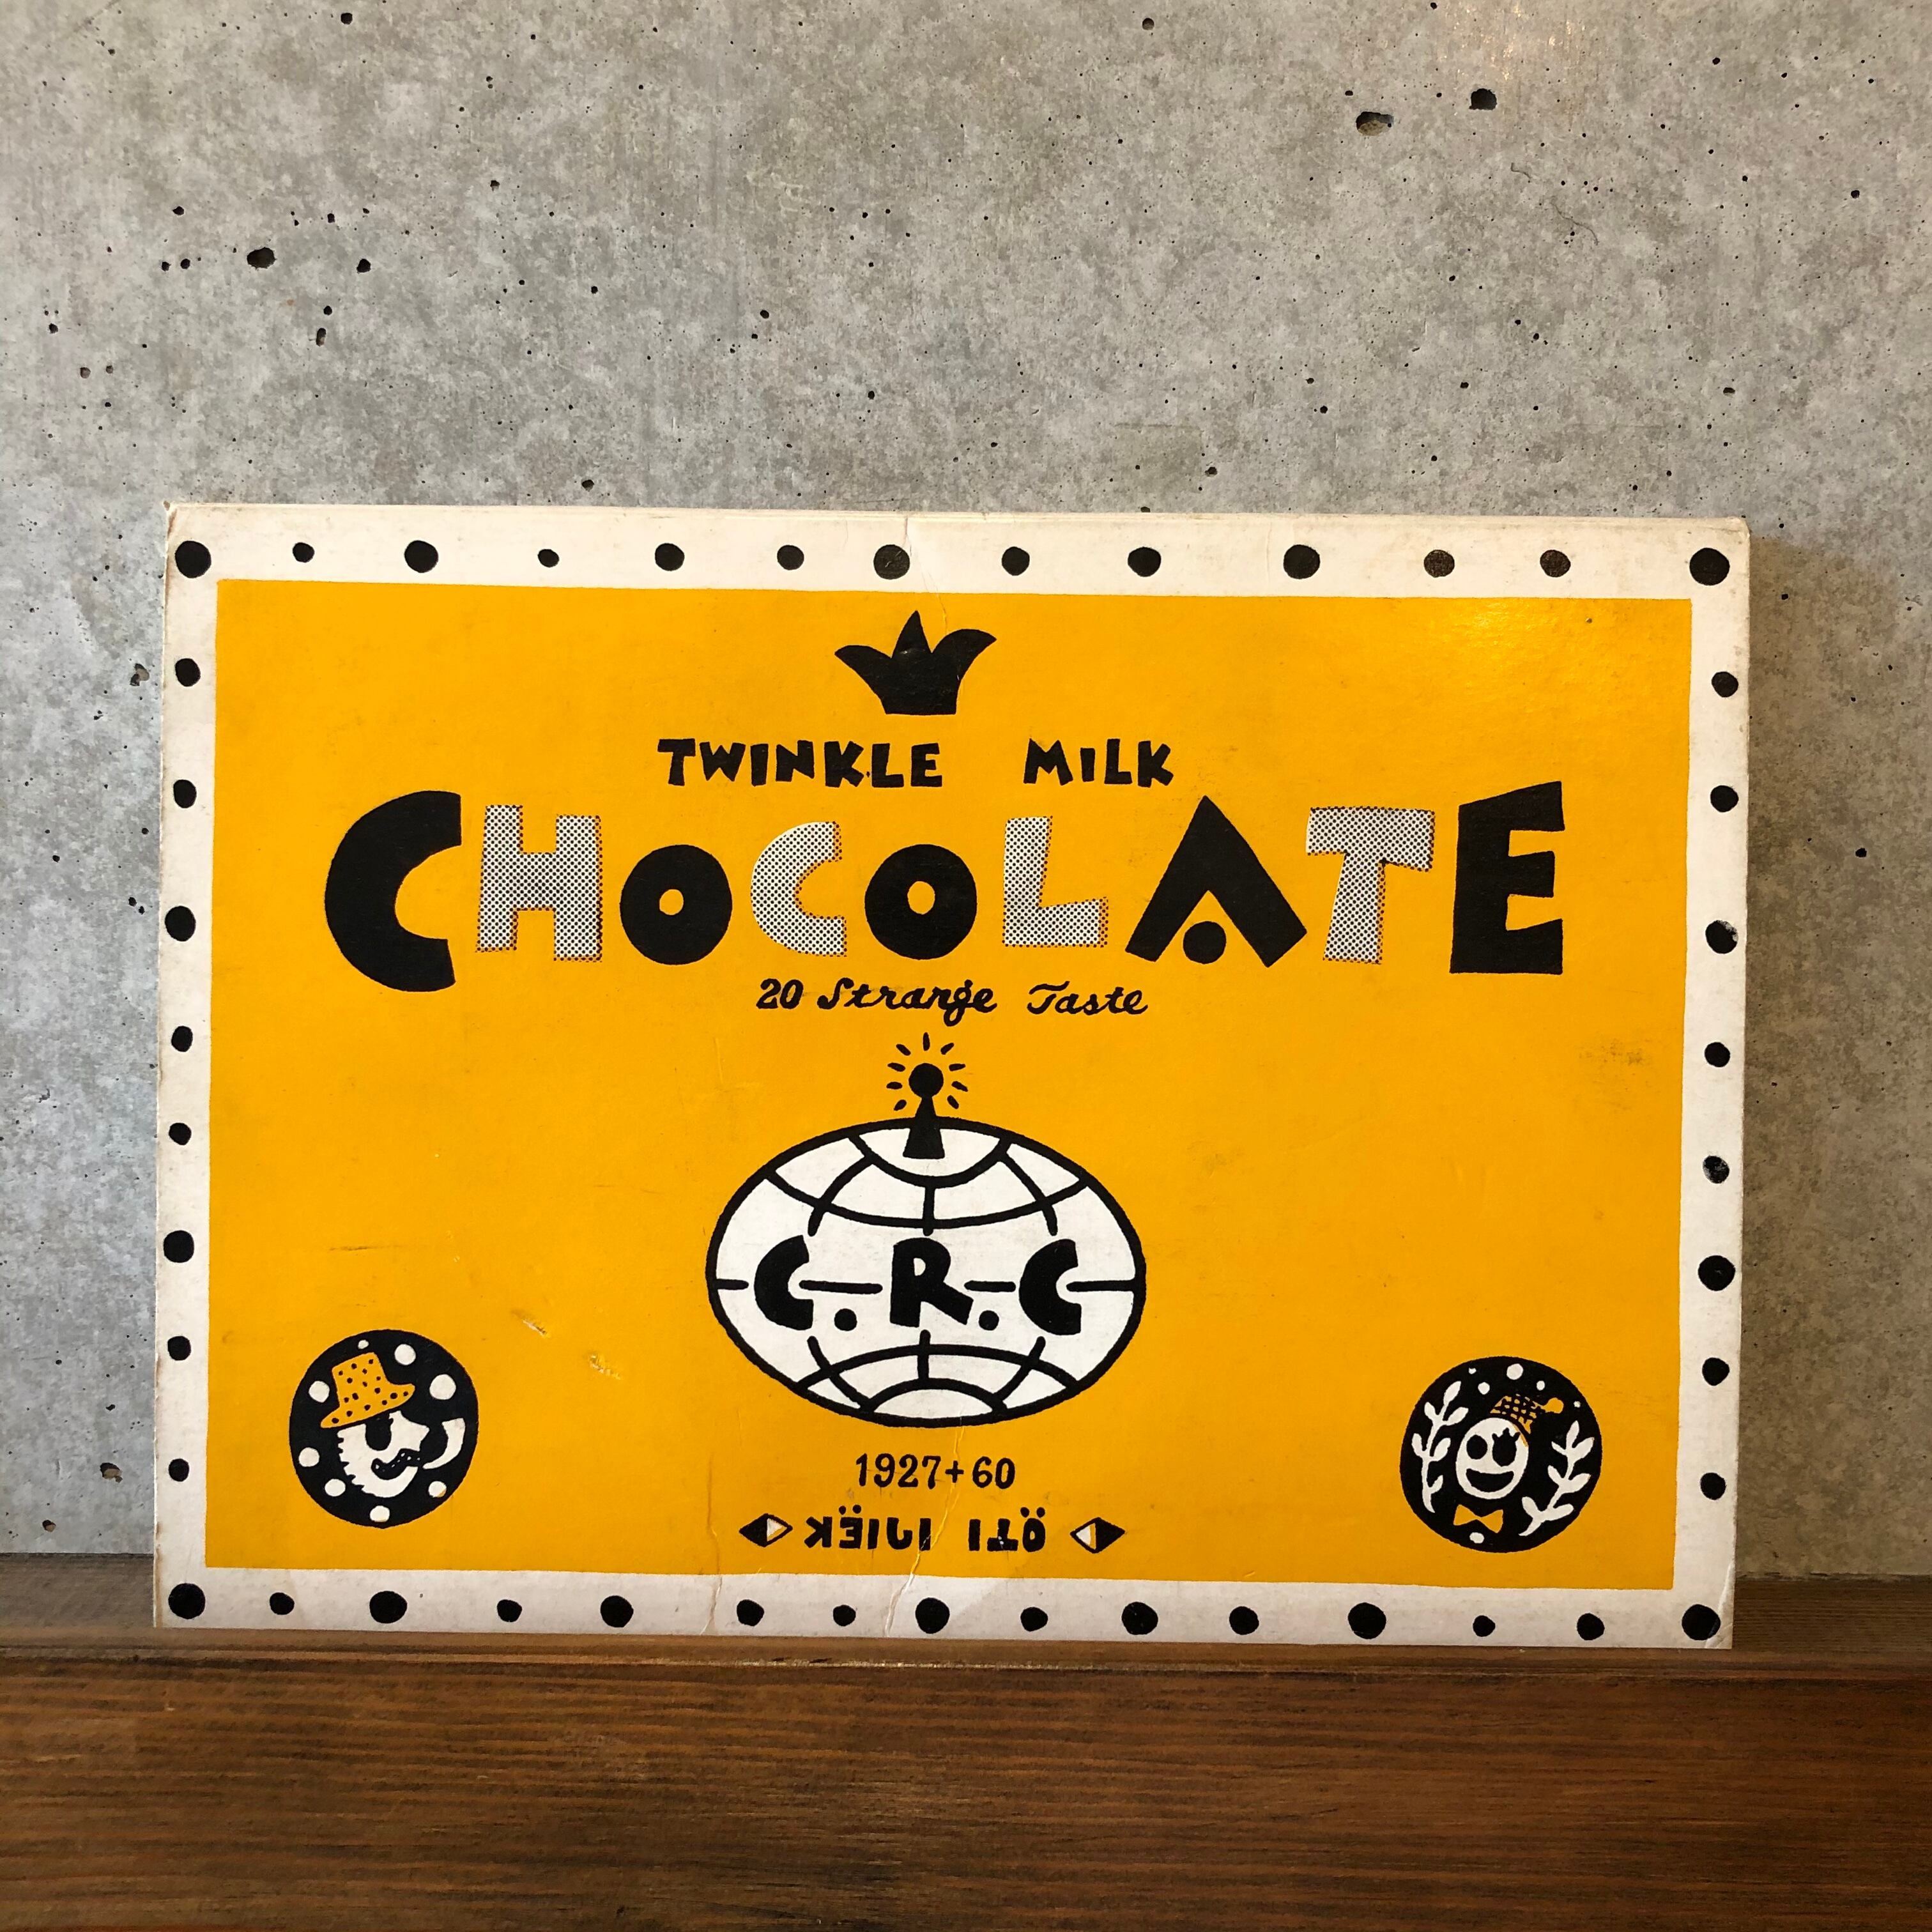 TWINKLE MILK
CHOCOLATE
20 Strange Taste
C.R.C
1927+60